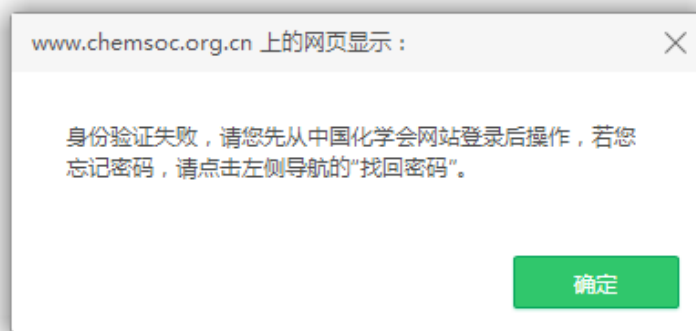 www.chemsoc.org.cn 上的网页显示：
身份验证失败，请您先从中国化学会网站登录后操作，若您
忘记密码，请点击左侧导航的“找回密码”。
确定